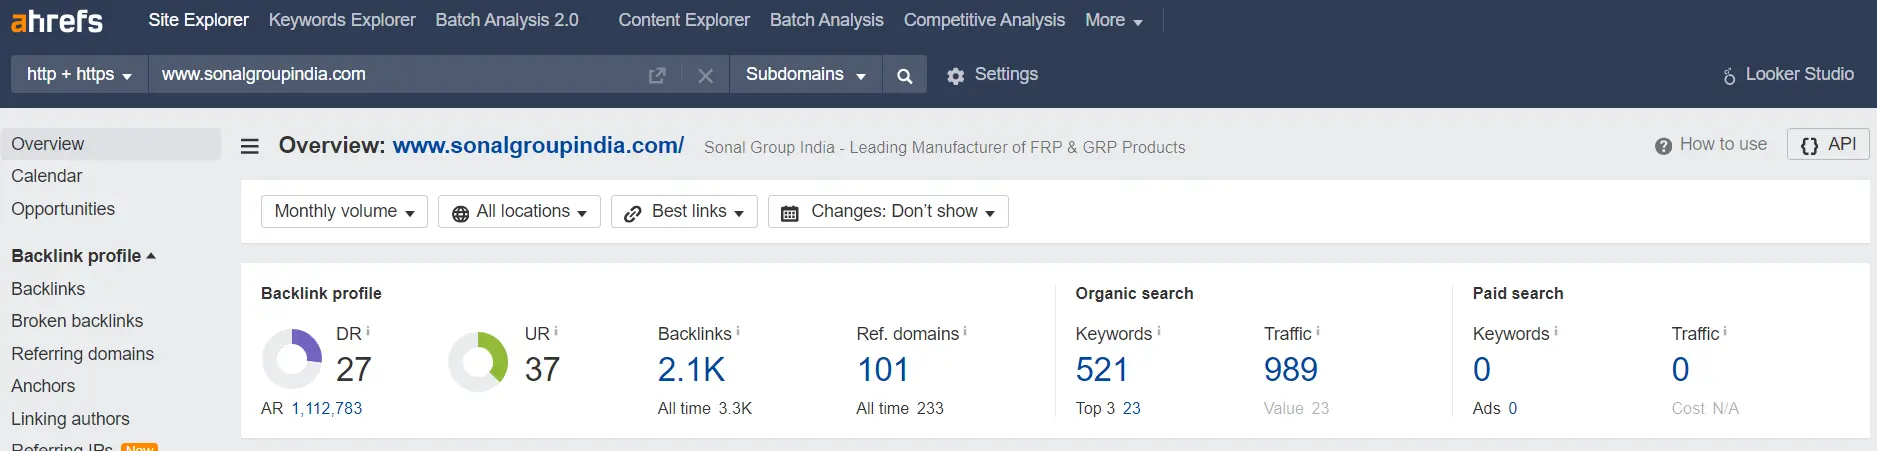 ahrefs Site Explorer Keywords Explorer Batch Analysis 2.0 Content Explorer Batch Analysis Competitive Analysis More
http + https www.sonalgroupindia.com Subdomains Settings Looker Studio
Overview
Calendar
Opportunities
Backlink profile
Backlinks
Broken backlinks
Referring domains
Anchors
Linking authors
Referring IPs New
Overview: www.sonalgroupindia.com/ Sonal Group India - Leading Manufacturer of FRP & GRP Products How to use API
Monthly volume All locations Best links Changes: Don't show
Backlink profile
DR UR Backlinks Ref. domains
27 37 2.1K 101
AR 1,112,783 All time 3.3K All time 233
Organic search
Keywords Traffic
521 989
Top 3 23 Value 23
Paid search
Keywords Traffic
0 0
Ads 0 Cost N/A